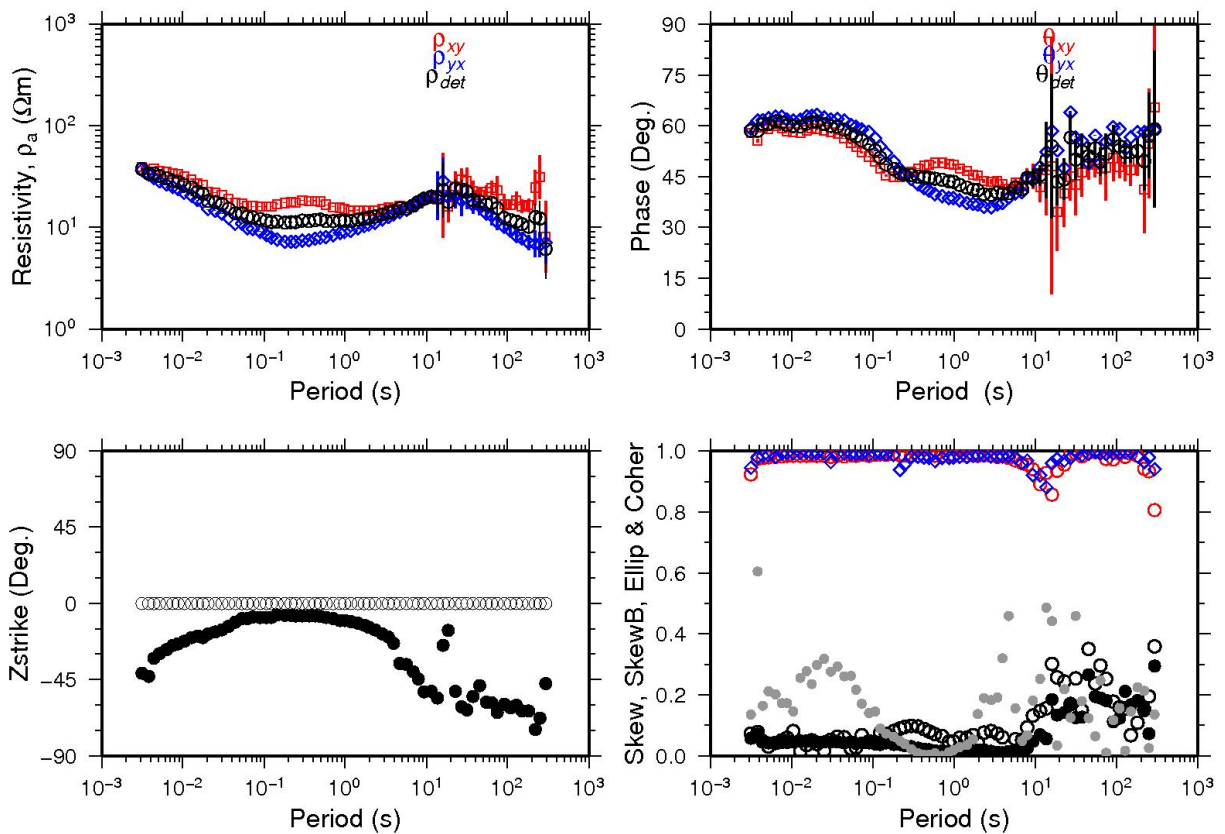 10³
10²
10¹
10⁰
Resistivity, ρₐ (Ωm)
ρxy
ρyx
ρdet
10⁻³ 10⁻² 10⁻¹ 10⁰ 10¹ 10² 10³
Period (s)
90
75
60
45
30
15
0
Phase (Deg.)
θxy
θyx
θdet
10⁻³ 10⁻² 10⁻¹ 10⁰ 10¹ 10² 10³
Period (s)
90
45
0
−45
−90
Zstrike (Deg.)
10⁻³ 10⁻² 10⁻¹ 10⁰ 10¹ 10² 10³
Period (s)
1.0
0.8
0.6
0.4
0.2
0.0
Skew, SkewB, Ellip & Coher
10⁻³ 10⁻² 10⁻¹ 10⁰ 10¹ 10² 10³
Period (s)